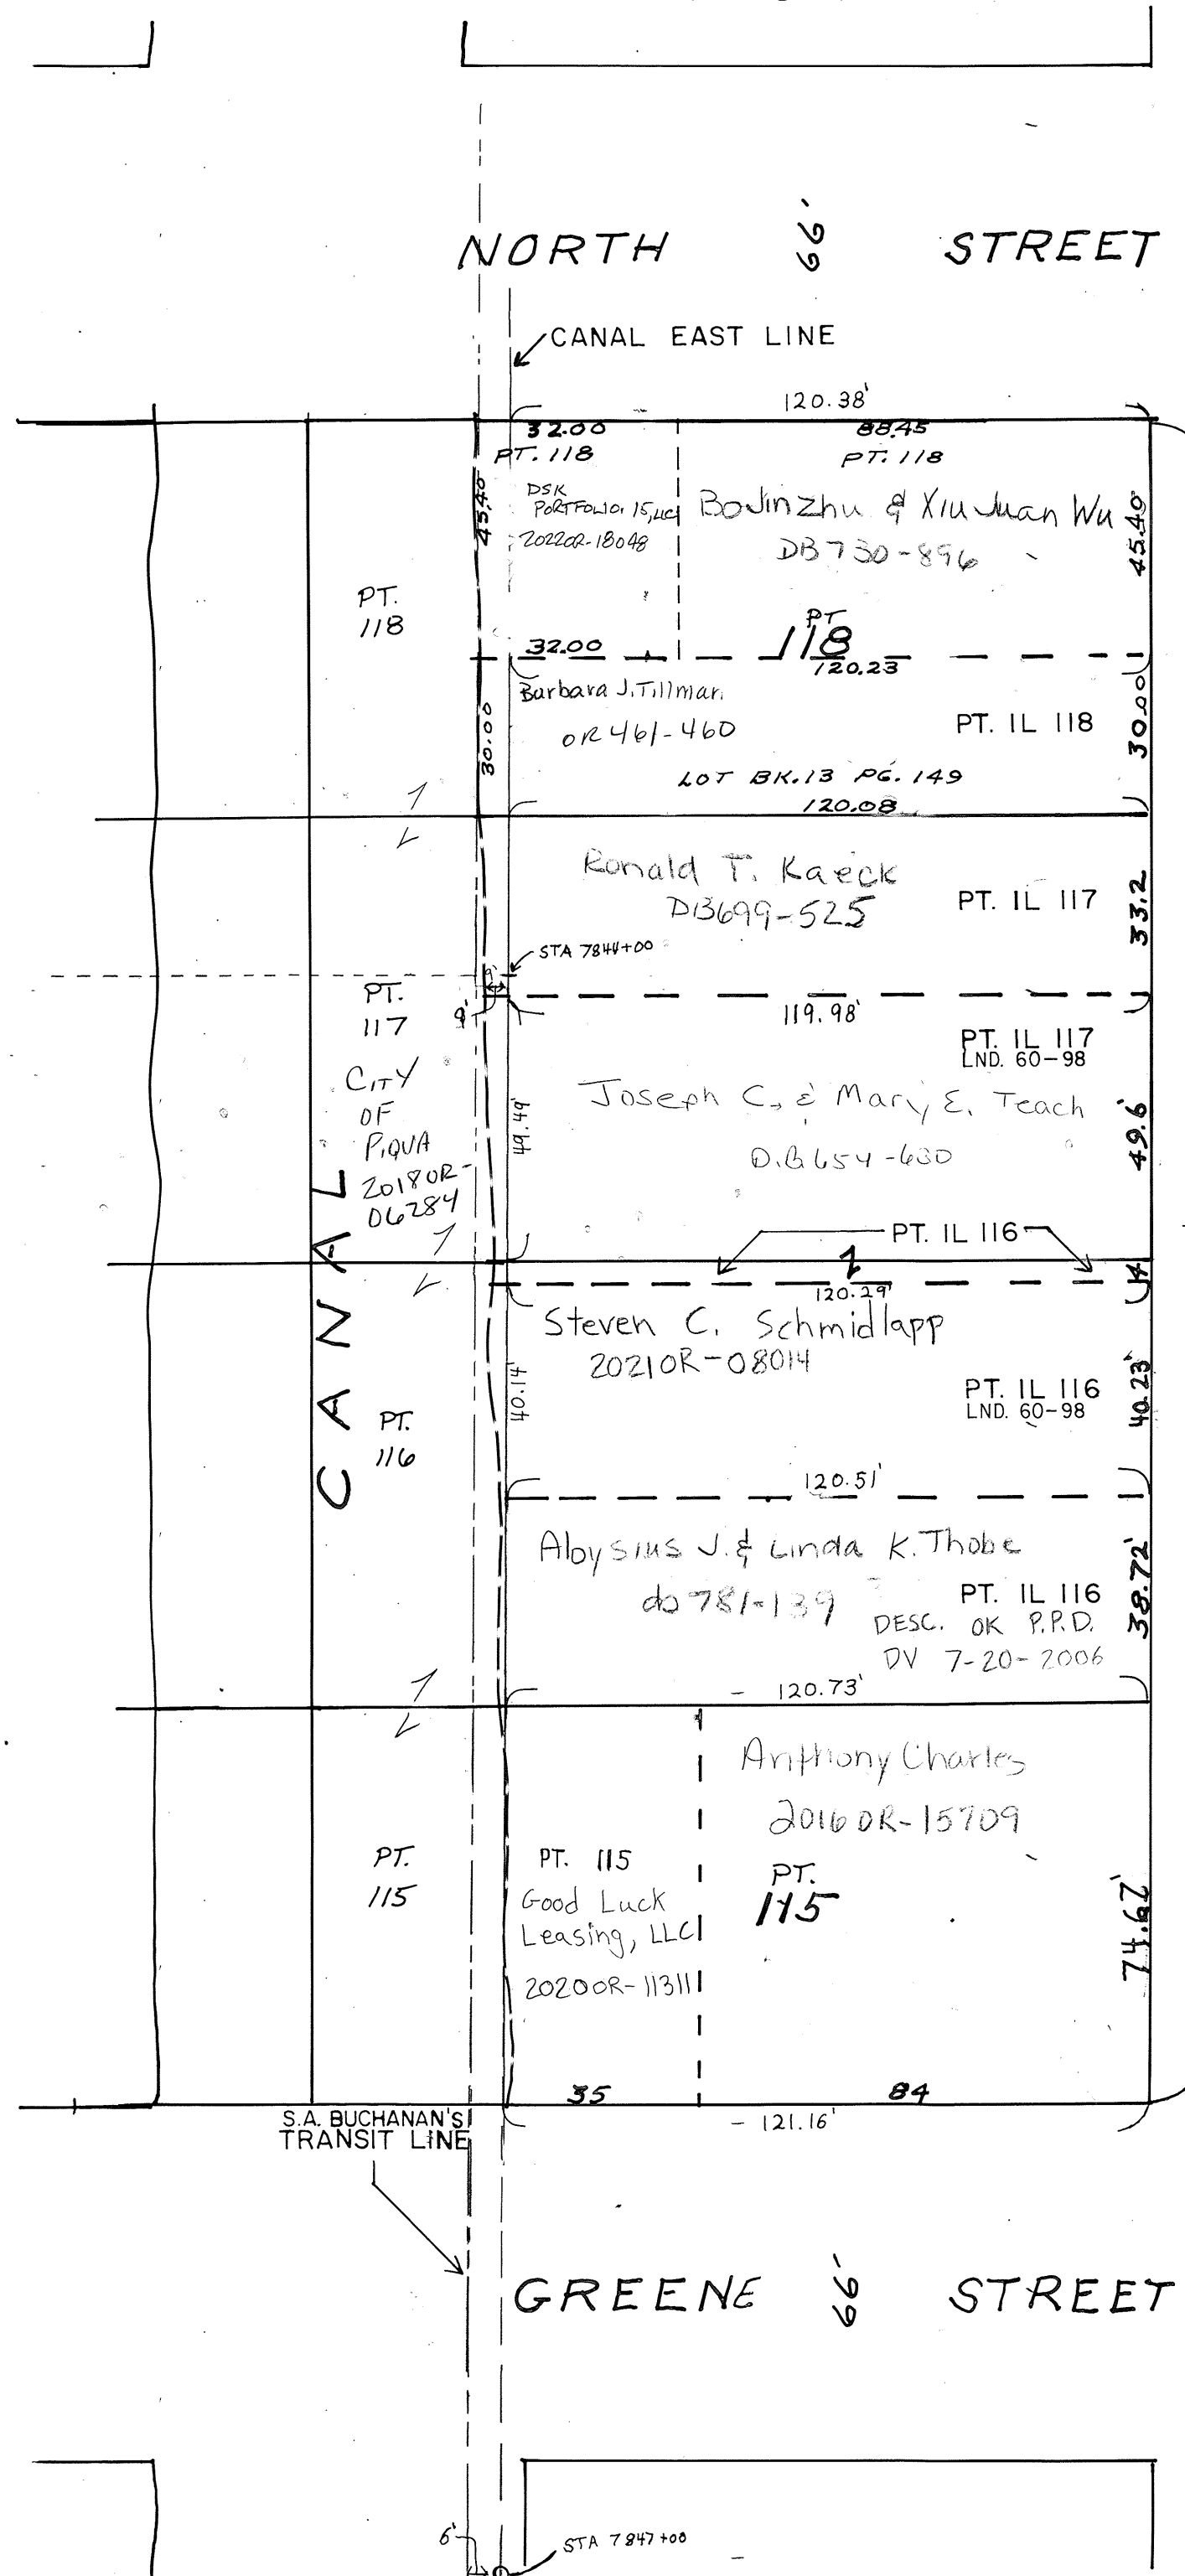 NORTH 66' STREET
CANAL EAST LINE
120.38'
32.00 88.45
PT. 118 PT. 118
45.40
DSK
PORTFOLIO 15, LLC
2022OR-18048
BoJinzhu & XiuJuan Wu
DB 730-896
45.40
PT.
118
PT
118
32.00
120.23
Barbara J. Tillman
OR 461-460
PT. IL 118
30.00
30.00
LOT BK.13 PG. 149
120.08
Ronald T. Kaeck
DB699-525
PT. IL 117
33.2
STA 7844+00
9'
9'
119.98'
PT.
117
CITY
OF
PIQUA
2018OR-
06284
PT. IL 117
LND. 60-98
Joseph C. & Mary E. Teach
D.B 654-630
49.49'
49.6'
CANAL
PT. IL 116
120.29'
Steven C. Schmidlapp
2021OR-08014
PT. IL 116
LND. 60-98
40.14'
40.23'
PT.
116
120.51'
Aloysius J. & Linda K. Thobe
db 781-139
PT. IL 116
DESC. OK P.P.D.
DV 7-20-2006
38.72'
120.73'
Anthony Charles
2016OR-15709
PT.
115
PT. 115
Good Luck
Leasing, LLC
2020OR-11311
PT.
115
74.62'
35 84
121.16'
S.A. BUCHANAN'S
TRANSIT LINE
GREENE 66' STREET
6'
STA 7847+00